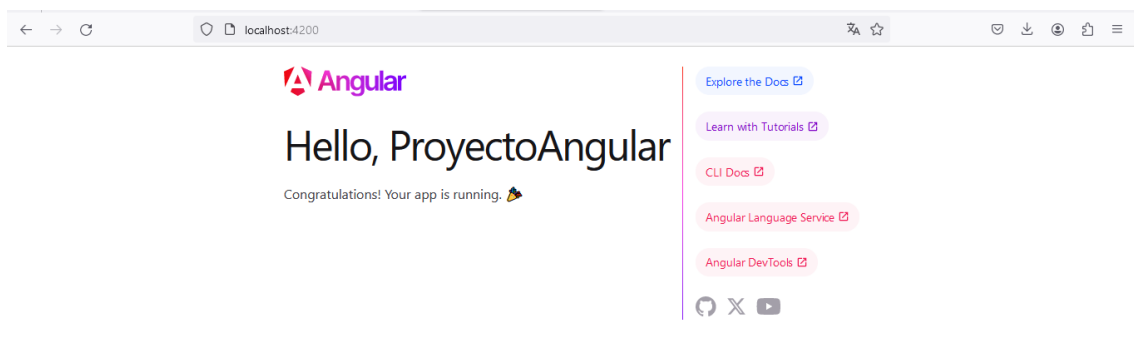 localhost:4200
Angular
Hello, ProyectoAngular
Congratulations! Your app is running. 🎉
Explore the Docs
Learn with Tutorials
CLI Docs
Angular Language Service
Angular DevTools